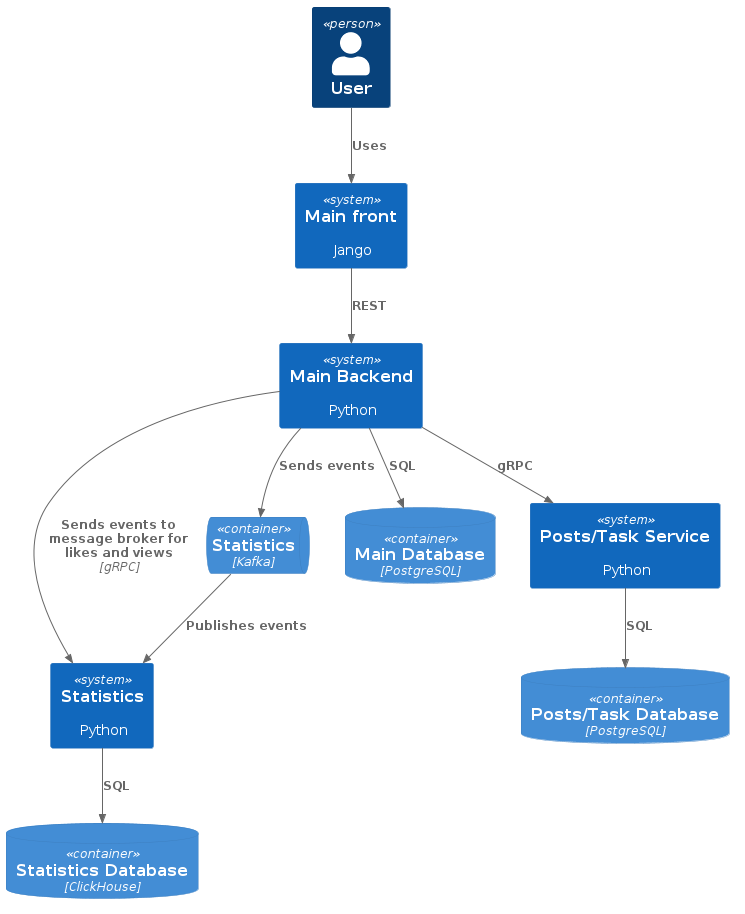 «person»
User
Uses
«system»
Main front
Jango
REST
«system»
Main Backend
Python
Sends events
SQL
gRPC
Sends events to
message broker for
likes and views
[gRPC]
«container»
Statistics
[Kafka]
«container»
Main Database
[PostgreSQL]
«system»
Posts/Task Service
Python
Publishes events
SQL
«system»
Statistics
Python
«container»
Posts/Task Database
[PostgreSQL]
SQL
«container»
Statistics Database
[ClickHouse]